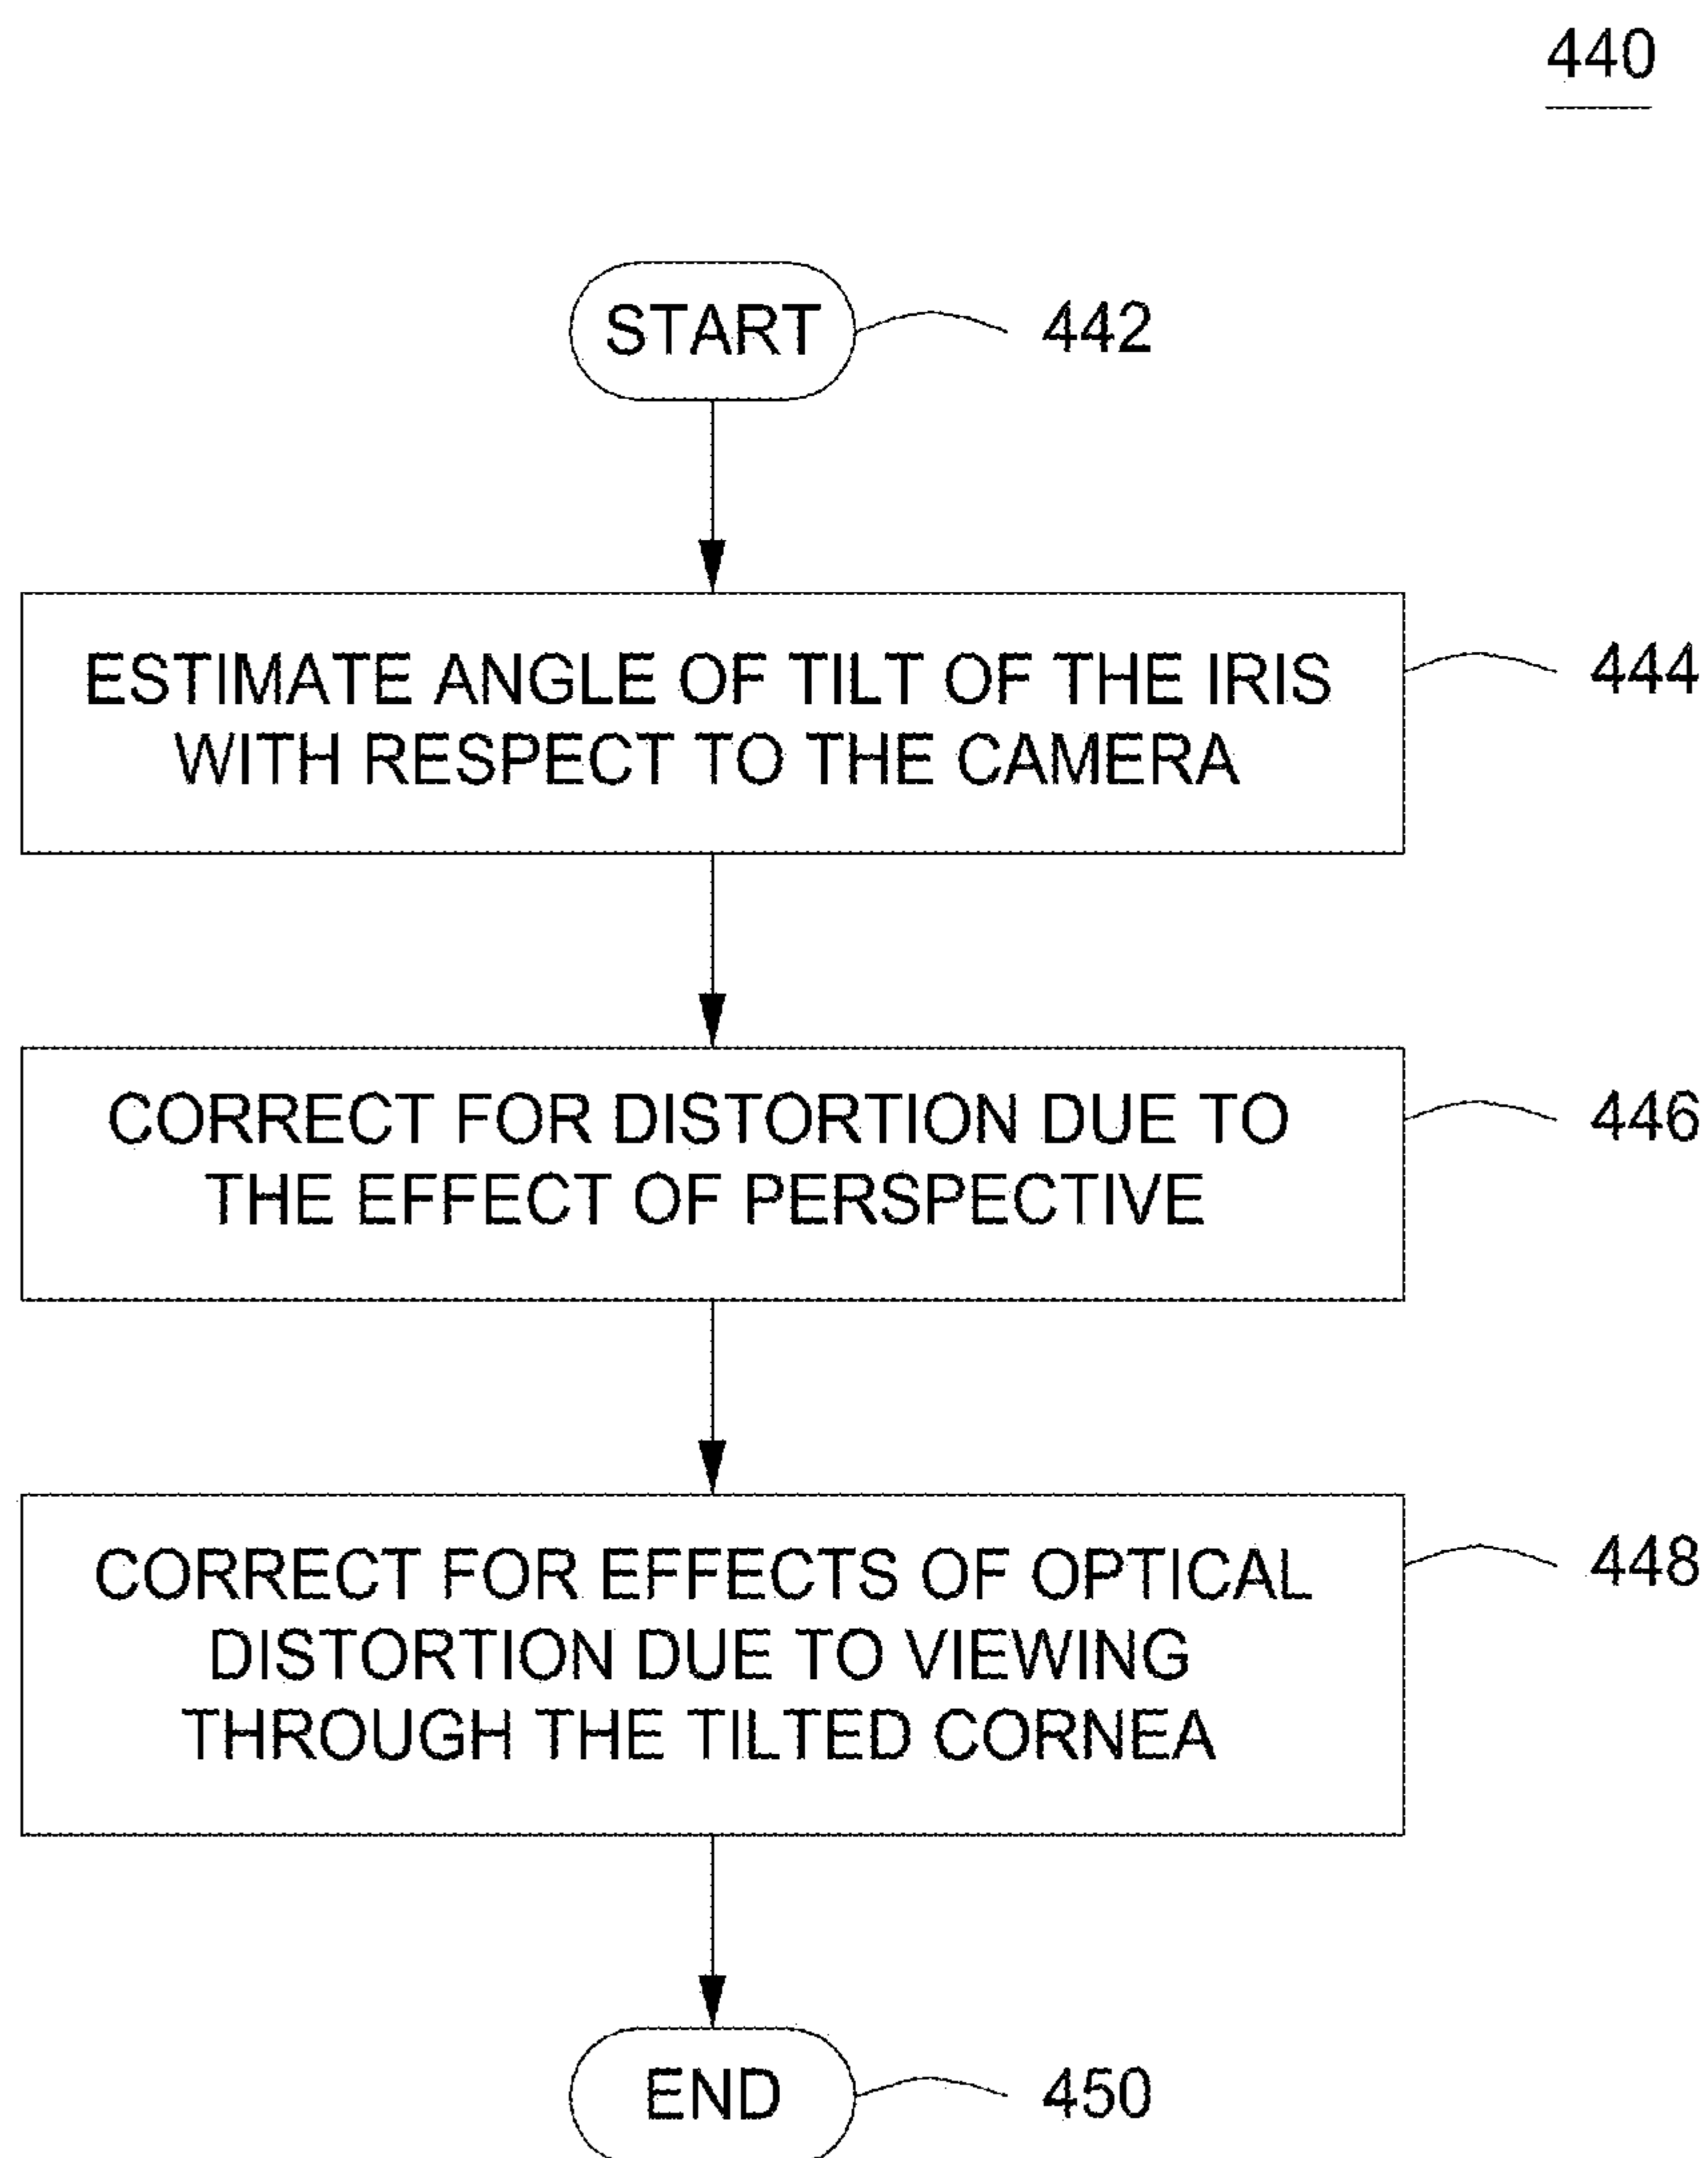 440
START
442
ESTIMATE ANGLE OF TILT OF THE IRIS
WITH RESPECT TO THE CAMERA
444
CORRECT FOR DISTORTION DUE TO
THE EFFECT OF PERSPECTIVE
446
CORRECT FOR EFFECTS OF OPTICAL
DISTORTION DUE TO VIEWING
THROUGH THE TILTED CORNEA
448
END
450